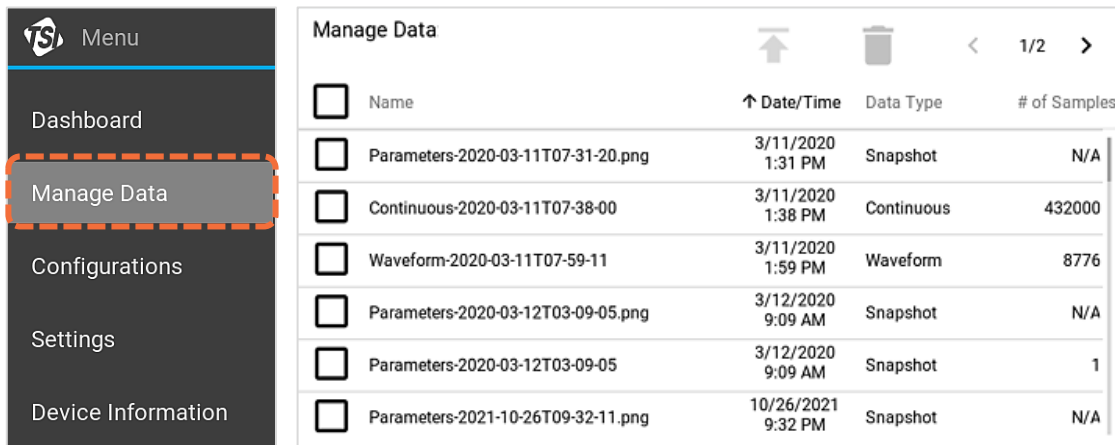 TSI Menu
Dashboard
Manage Data
Configurations
Settings
Device Information
Manage Data
1/2
Name Date/Time Data Type # of Samples
Parameters-2020-03-11T07-31-20.png 3/11/2020 1:31 PM Snapshot N/A
Continuous-2020-03-11T07-38-00 3/11/2020 1:38 PM Continuous 432000
Waveform-2020-03-11T07-59-11 3/11/2020 1:59 PM Waveform 8776
Parameters-2020-03-12T03-09-05.png 3/12/2020 9:09 AM Snapshot N/A
Parameters-2020-03-12T03-09-05 3/12/2020 9:09 AM Snapshot 1
Parameters-2021-10-26T09-32-11.png 10/26/2021 9:32 PM Snapshot N/A